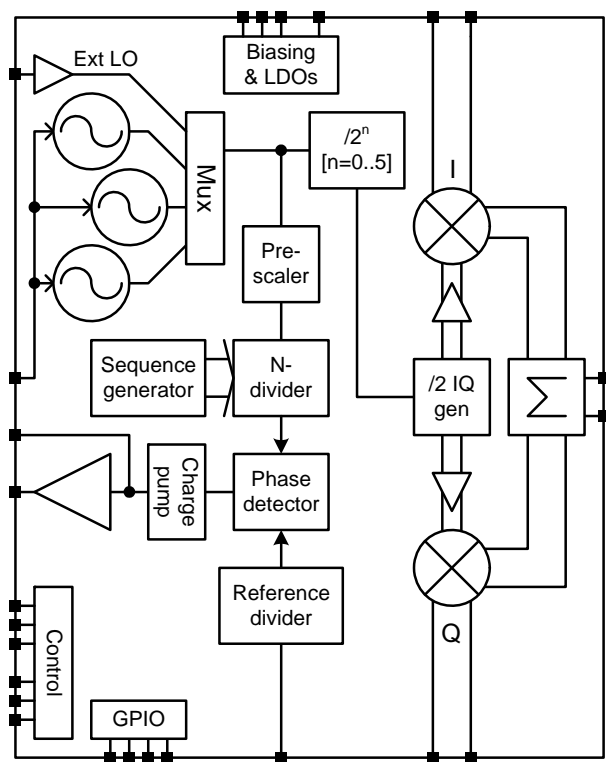 Ext LO
Biasing
& LDOs
Mux
/2ⁿ
[n=0..5]
I
Pre-
scaler
Sequence
generator
N-
divider
/2 IQ
gen
Σ
Charge
pump
Phase
detector
Reference
divider
Q
Control
GPIO